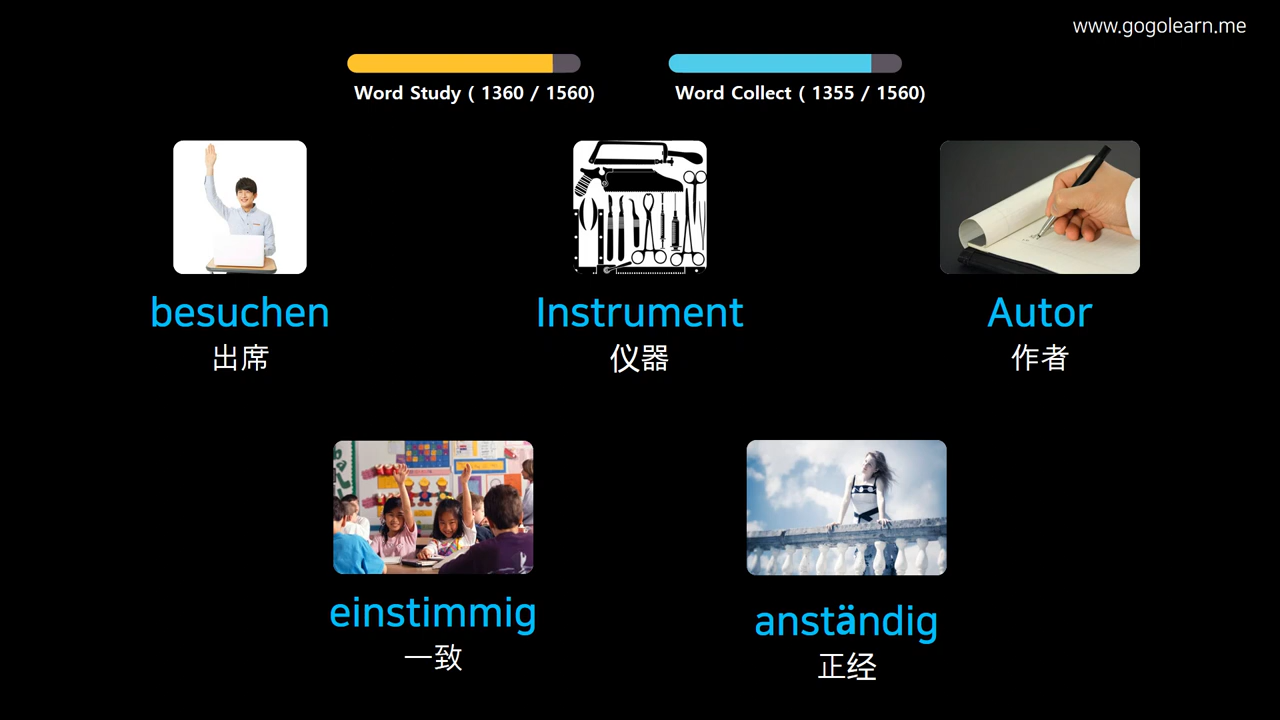 www.gogolearn.me
Word Study ( 1360 / 1560)
Word Collect ( 1355 / 1560)
besuchen
出席
Instrument
仪器
Autor
作者
einstimmig
一致
anständig
正经